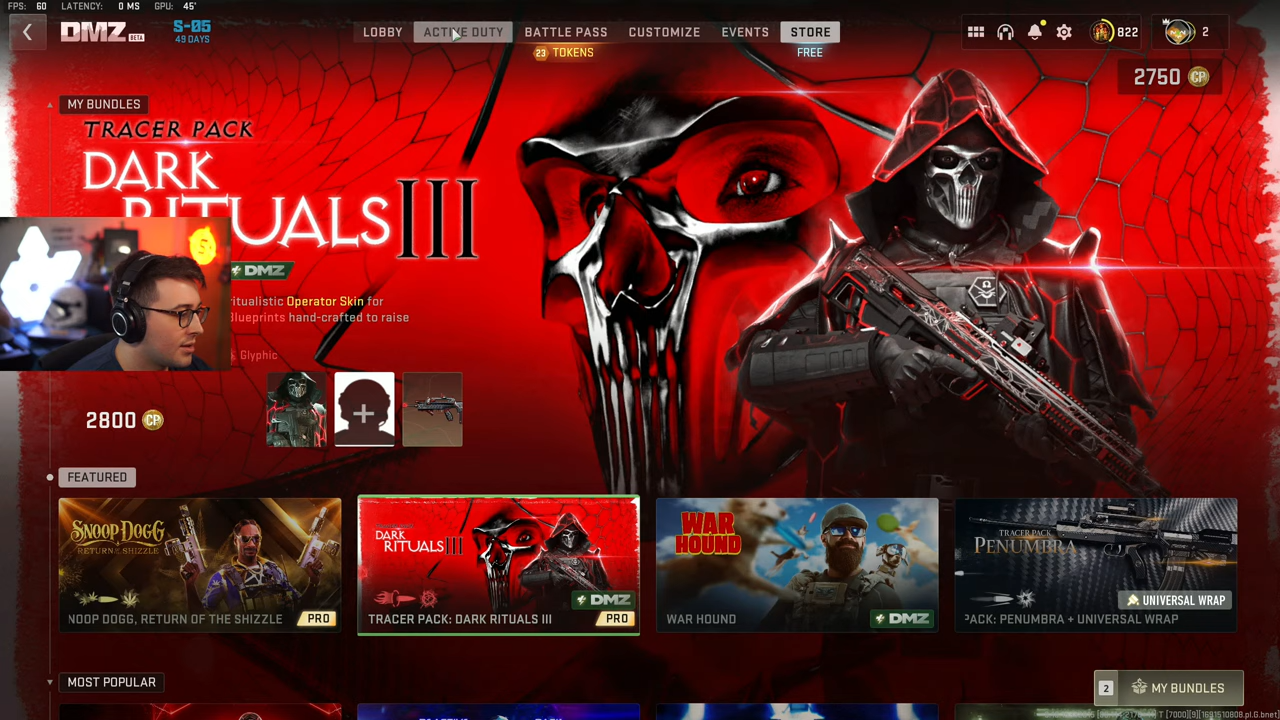 FPS: 60 LATENCY: 0 MS GPU: 45°
DMZ BETA
S-05
49 DAYS
LOBBY
ACTIVE DUTY
BATTLE PASS
23 TOKENS
CUSTOMIZE
EVENTS
STORE
FREE
822
2
2750 CP
MY BUNDLES
TRACER PACK
DARK
RITUALS III
DMZ
ritualistic Operator Skin for
Blueprints hand-crafted to raise
Glyphic
2800 CP
FEATURED
SNOOP DOGG
RETURN OF THE SHIZZLE
NOOP DOGG, RETURN OF THE SHIZZLE
PRO
DARK
RITUALS III
DMZ
TRACER PACK: DARK RITUALS III
PRO
WAR
HOUND
WAR HOUND
DMZ
TRACER PACK
PENUMBRA
UNIVERSAL WRAP
PACK: PENUMBRA + UNIVERSAL WRAP
MOST POPULAR
2 MY BUNDLES